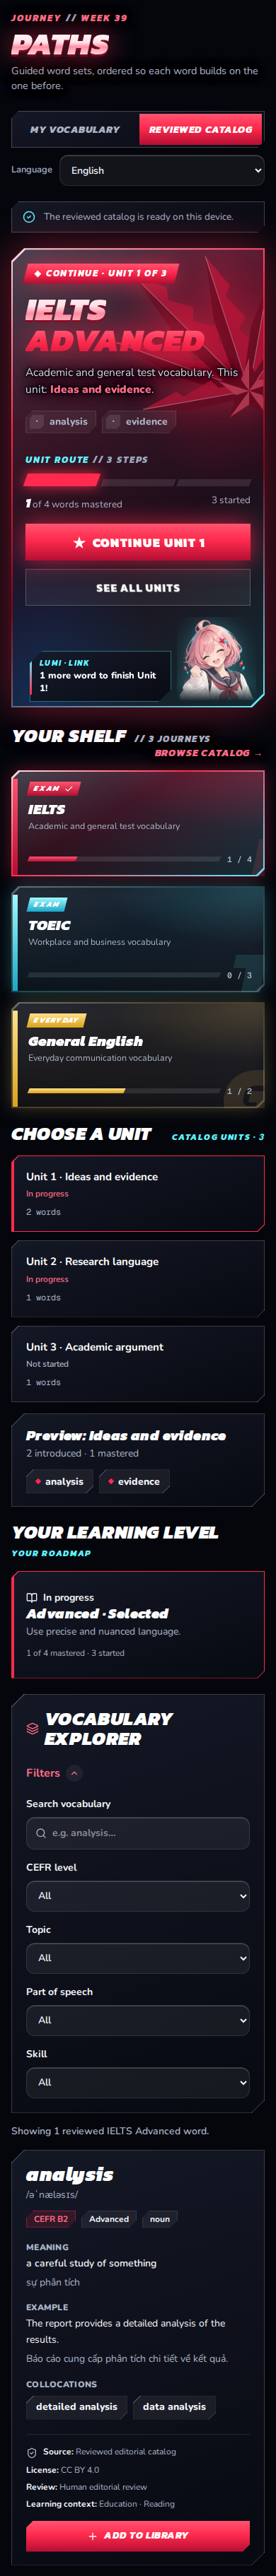 JOURNEY // WEEK 39
PATHS
Guided word sets, ordered so each word builds on the
one before.
MY VOCABULARY
REVIEWED CATALOG
Language
English
The reviewed catalog is ready on this device.
◆ CONTINUE · UNIT 1 OF 3
IELTS
ADVANCED
Academic and general test vocabulary. This
unit: Ideas and evidence.
analysis
evidence
UNIT ROUTE // 3 STEPS
1 of 4 words mastered
3 started
★ CONTINUE UNIT 1
SEE ALL UNITS
LUMI · LINK
1 more word to finish Unit
1!
YOUR SHELF // 3 JOURNEYS
BROWSE CATALOG →
EXAM ✓
IELTS
Academic and general test vocabulary
1 / 4
EXAM
TOEIC
Workplace and business vocabulary
0 / 3
EVERYDAY
General English
Everyday communication vocabulary
1 / 2
CHOOSE A UNIT
CATALOG UNITS · 3
Unit 1 · Ideas and evidence
In progress
2 words
Unit 2 · Research language
In progress
1 words
Unit 3 · Academic argument
Not started
1 words
Preview: Ideas and evidence
2 introduced · 1 mastered
◆ analysis
◆ evidence
YOUR LEARNING LEVEL
YOUR ROADMAP
In progress
Advanced · Selected
Use precise and nuanced language.
1 of 4 mastered · 3 started
VOCABULARY
EXPLORER
Filters
Search vocabulary
e.g. analysis...
CEFR level
All
Topic
All
Part of speech
All
Skill
All
Showing 1 reviewed IELTS Advanced word.
analysis
/əˈnæləsɪs/
CEFR B2
Advanced
noun
MEANING
a careful study of something
sự phân tích
EXAMPLE
The report provides a detailed analysis of the
results.
Báo cáo cung cấp phân tích chi tiết về kết quả.
COLLOCATIONS
detailed analysis
data analysis
Source: Reviewed editorial catalog
License: CC BY 4.0
Review: Human editorial review
Learning context: Education · Reading
+ ADD TO LIBRARY